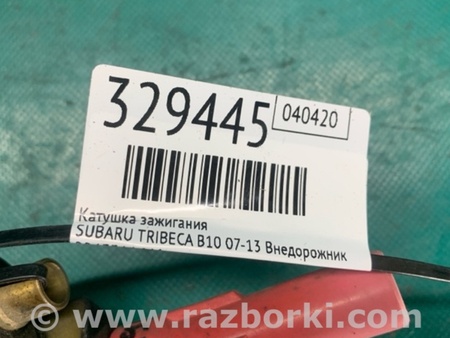 329445
040420
Катушка зажигания
SUBARU TRIBECA B10 07-13 Внедорожник
www.razborki.com